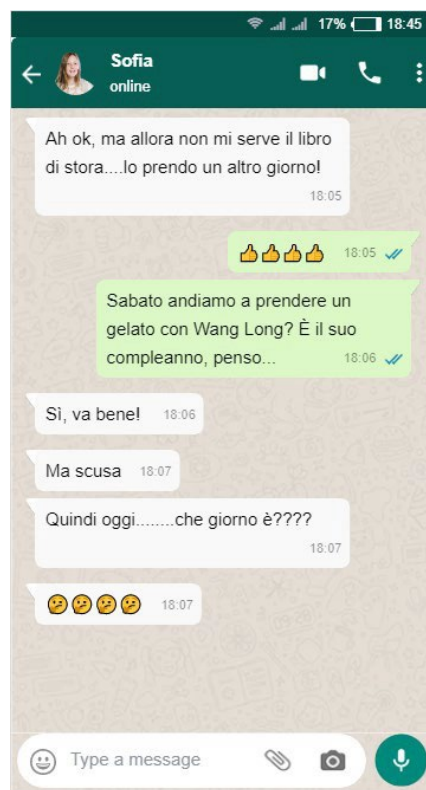 17% 18:45
Sofia
online
Ah ok, ma allora non mi serve il libro
di stora....lo prendo un altro giorno!
18:05
👍👍👍👍 18:05
Sabato andiamo a prendere un
gelato con Wang Long? È il suo
compleanno, penso... 18:06
Sì, va bene! 18:06
Ma scusa 18:07
Quindi oggi........che giorno è????
18:07
🤔🤔🤔🤔 18:07
Type a message